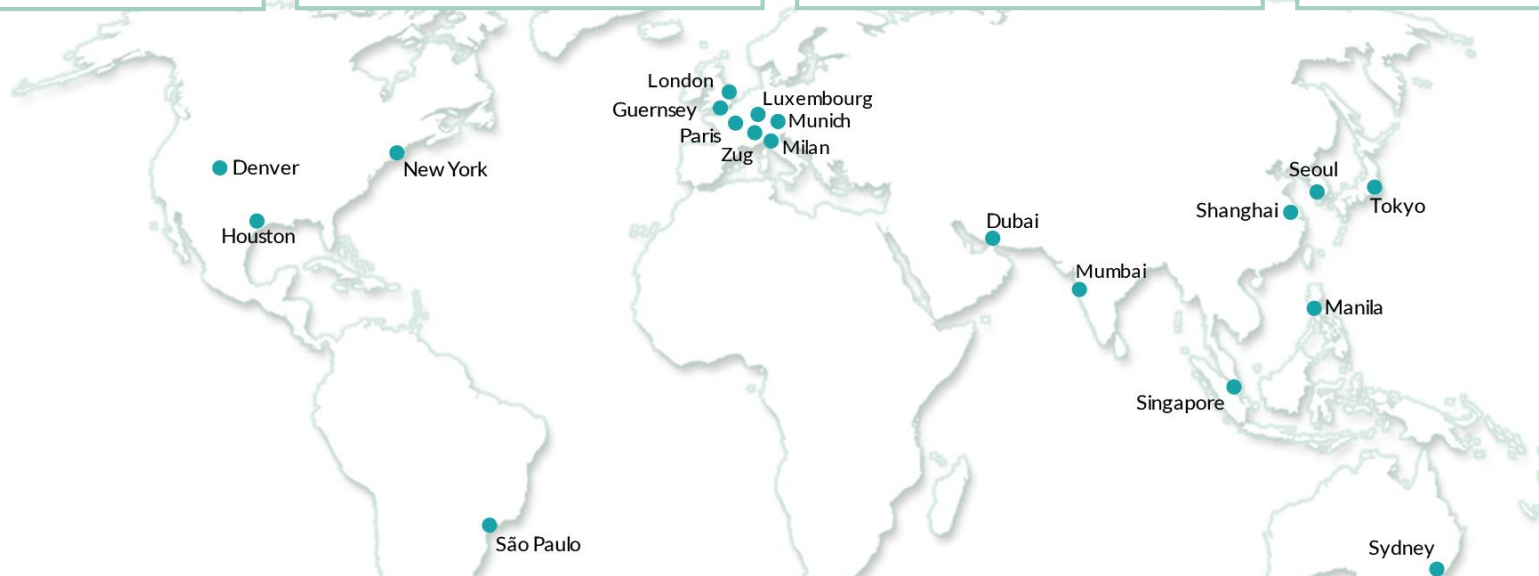 London
Luxembourg
Guernsey
Munich
Paris
Milan
Zug
Denver
New York
Seoul
Tokyo
Shanghai
Dubai
Houston
Mumbai
Manila
Singapore
São Paulo
Sydney